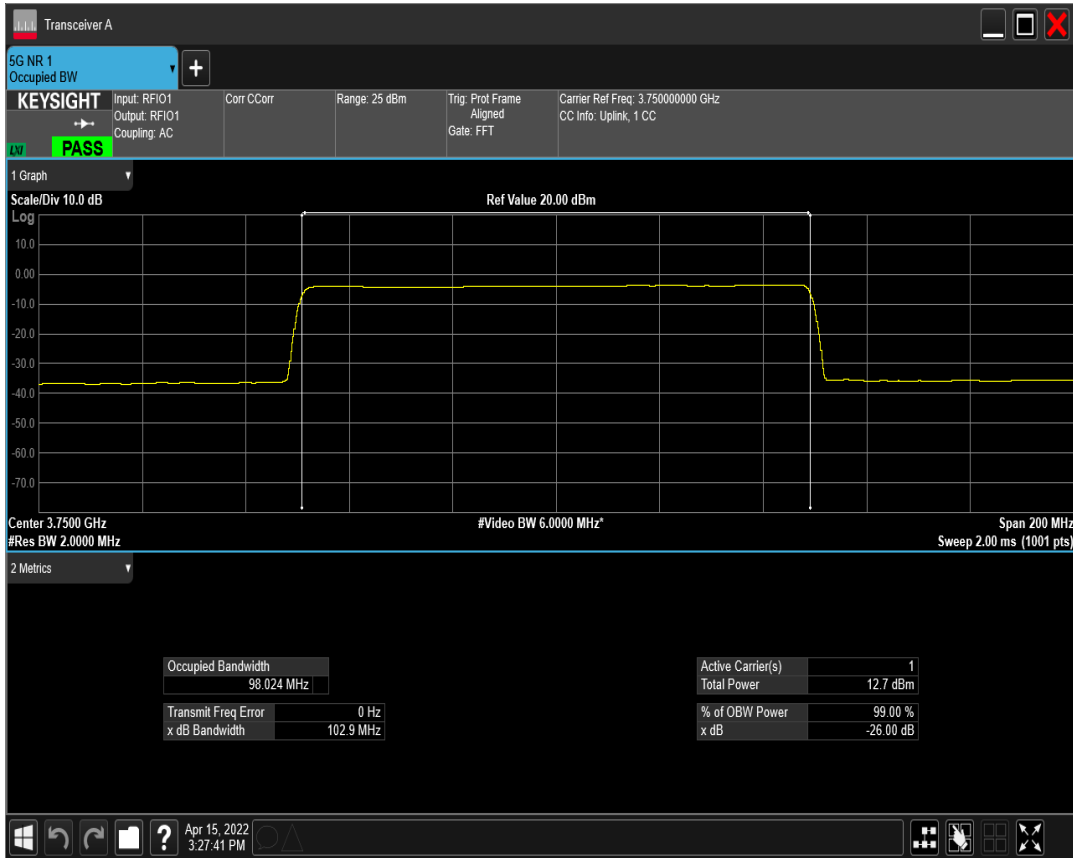 Transceiver A
5G NR 1
Occupied BW
KEYSIGHT
LXI
PASS
Input: RFIO1
Output: RFIO1
Coupling: AC
Corr CCorr
Range: 25 dBm
Trig: Prot Frame
Aligned
Gate: FFT
Carrier Ref Freq: 3.750000000 GHz
CC Info: Uplink, 1 CC
1 Graph
Scale/Div 10.0 dB
Ref Value 20.00 dBm
Log
10.0
0.00
-10.0
-20.0
-30.0
-40.0
-50.0
-60.0
-70.0
Center 3.7500 GHz
#Video BW 6.0000 MHz*
Span 200 MHz
#Res BW 2.0000 MHz
Sweep 2.00 ms (1001 pts)
2 Metrics
Occupied Bandwidth
98.024 MHz
Transmit Freq Error 0 Hz
x dB Bandwidth 102.9 MHz
Active Carrier(s) 1
Total Power 12.7 dBm
% of OBW Power 99.00 %
x dB -26.00 dB
?
Apr 15, 2022
3:27:41 PM